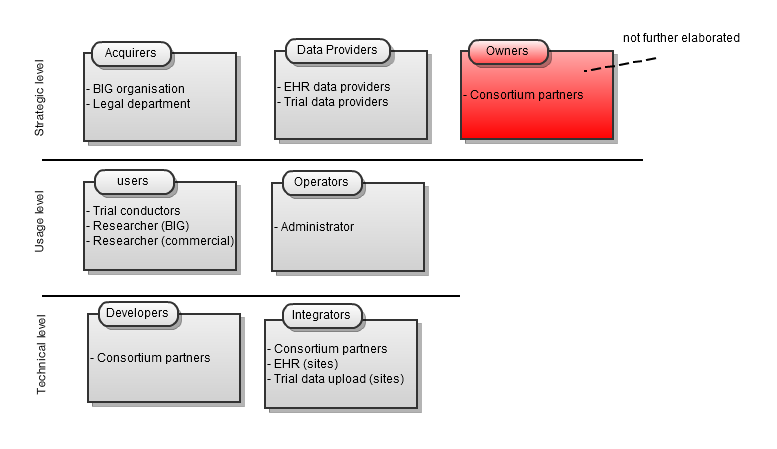 Strategic level
Acquirers
- BIG organisation
- Legal department
Data Providers
- EHR data providers
- Trial data providers
Owners
- Consortium partners
not further elaborated
Usage level
users
- Trial conductors
- Researcher (BIG)
- Researcher (commercial)
Operators
- Administrator
Technical level
Developers
- Consortium partners
Integrators
- Consortium partners
- EHR (sites)
- Trial data upload (sites)